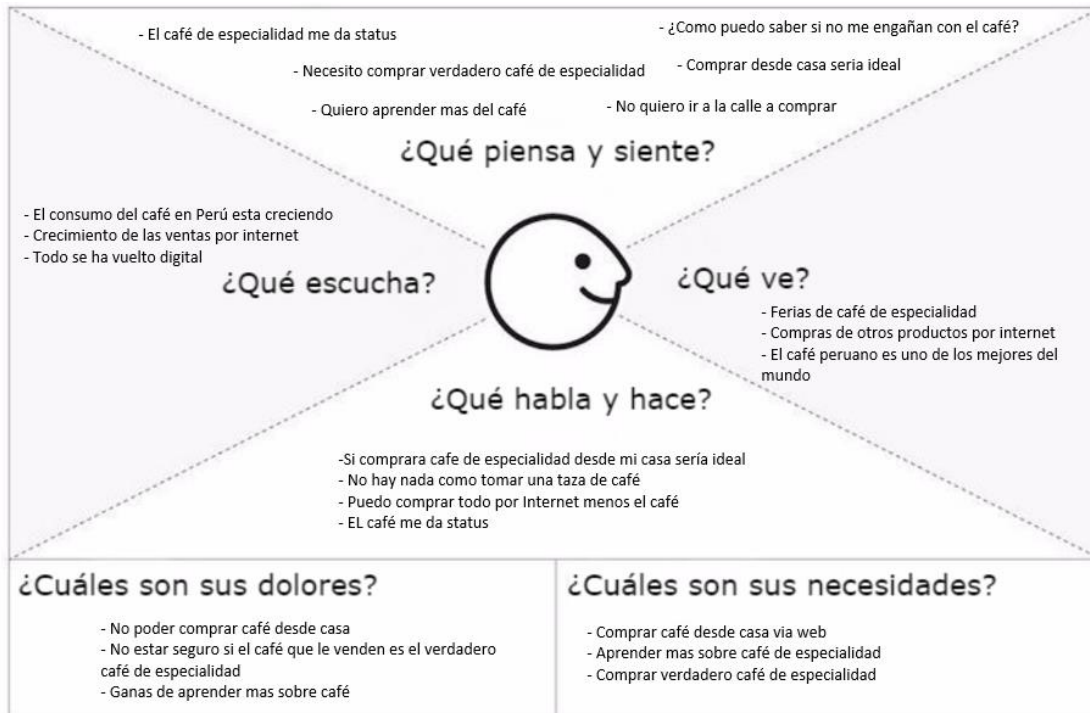 - El café de especialidad me da status
- ¿Como puedo saber si no me engañan con el café?
- Necesito comprar verdadero café de especialidad
- Comprar desde casa seria ideal
- Quiero aprender mas del café
- No quiero ir a la calle a comprar
¿Qué piensa y siente?
- El consumo del café en Perú esta creciendo
- Crecimiento de las ventas por internet
- Todo se ha vuelto digital
¿Qué escucha?
¿Qué ve?
- Ferias de café de especialidad
- Compras de otros productos por internet
- El café peruano es uno de los mejores del
mundo
¿Qué habla y hace?
-Si comprara cafe de especialidad desde mi casa sería ideal
- No hay nada como tomar una taza de café
- Puedo comprar todo por Internet menos el café
- EL café me da status
¿Cuáles son sus dolores?
- No poder comprar café desde casa
- No estar seguro si el café que le venden es el verdadero
café de especialidad
- Ganas de aprender mas sobre café
¿Cuáles son sus necesidades?
- Comprar café desde casa via web
- Aprender mas sobre café de especialidad
- Comprar verdadero café de especialidad